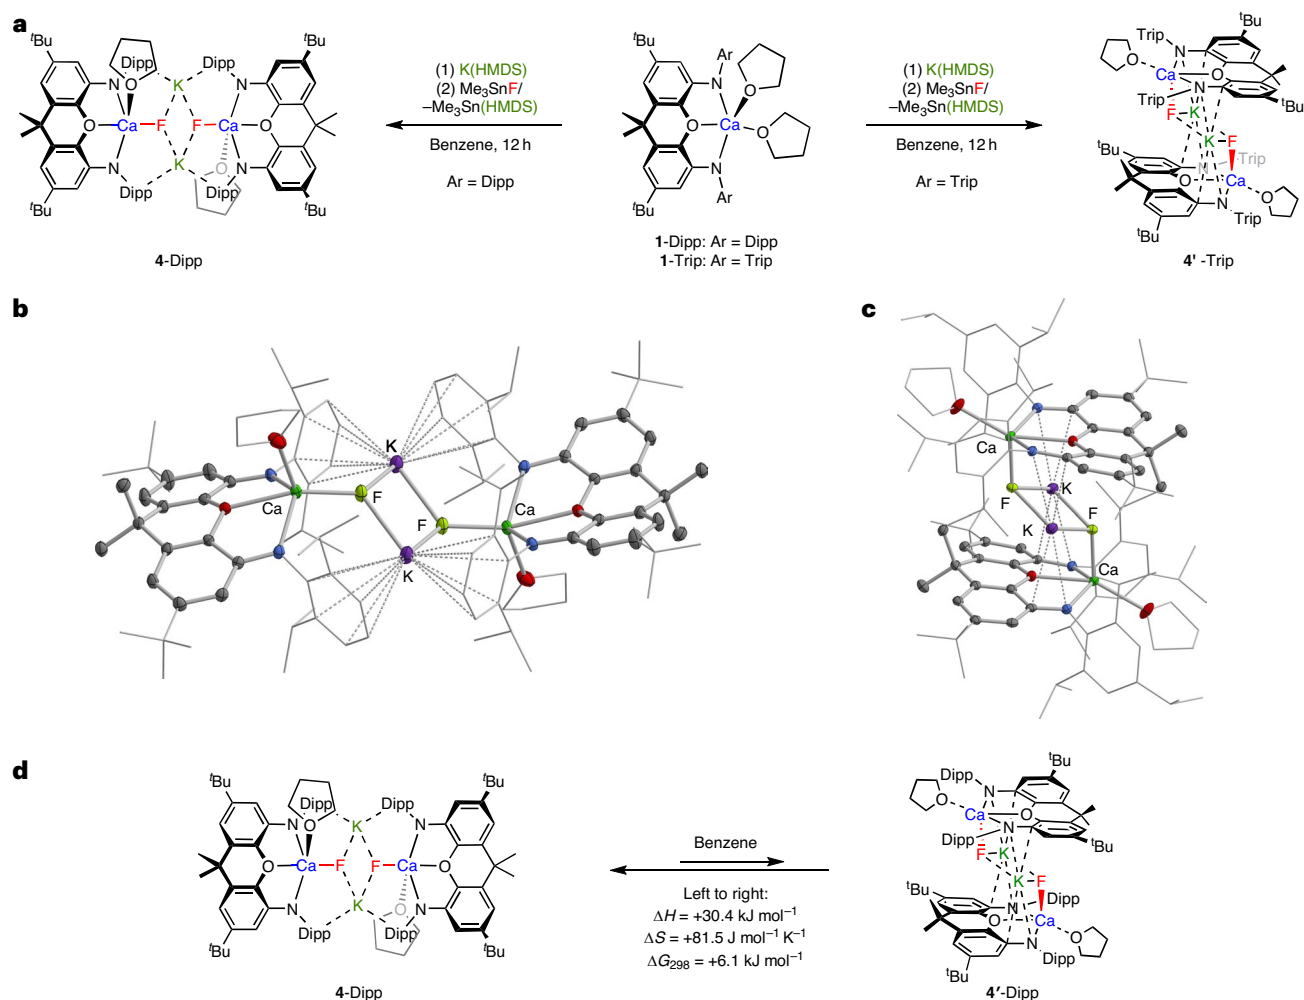 a
tBu
Dipp
K
Dipp
tBu
N
O
N
O
Ca
F
F
Ca
O
N
K
O
N
Dipp
Dipp
tBu
tBu
4-Dipp
(1) K(HMDS)
(2) Me3SnF/
–Me3Sn(HMDS)
Benzene, 12 h
Ar = Dipp
tBu
Ar
N
O
O
Ca
O
N
Ar
tBu
1-Dipp: Ar = Dipp
1-Trip: Ar = Trip
(1) K(HMDS)
(2) Me3SnF/
–Me3Sn(HMDS)
Benzene, 12 h
Ar = Trip
tBu
Trip
N
O
Ca
O
Trip
N
tBu
F
K
K
F
tBu
N
Trip
O
Ca
N
O
Trip
tBu
4' -Trip
b
K
Ca
F
F
Ca
K
c
Ca
F
K
K
F
Ca
d
tBu
Dipp
K
Dipp
tBu
N
O
N
O
Ca
F
F
Ca
O
N
K
O
N
Dipp
Dipp
tBu
tBu
4-Dipp
Benzene
Left to right:
ΔH = +30.4 kJ mol−1
ΔS = +81.5 J mol−1 K−1
ΔG298 = +6.1 kJ mol−1
tBu
Dipp
N
O
Ca
O
Dipp
N
tBu
F
K
K
F
tBu
N
Dipp
O
Ca
N
O
Dipp
tBu
4′-Dipp